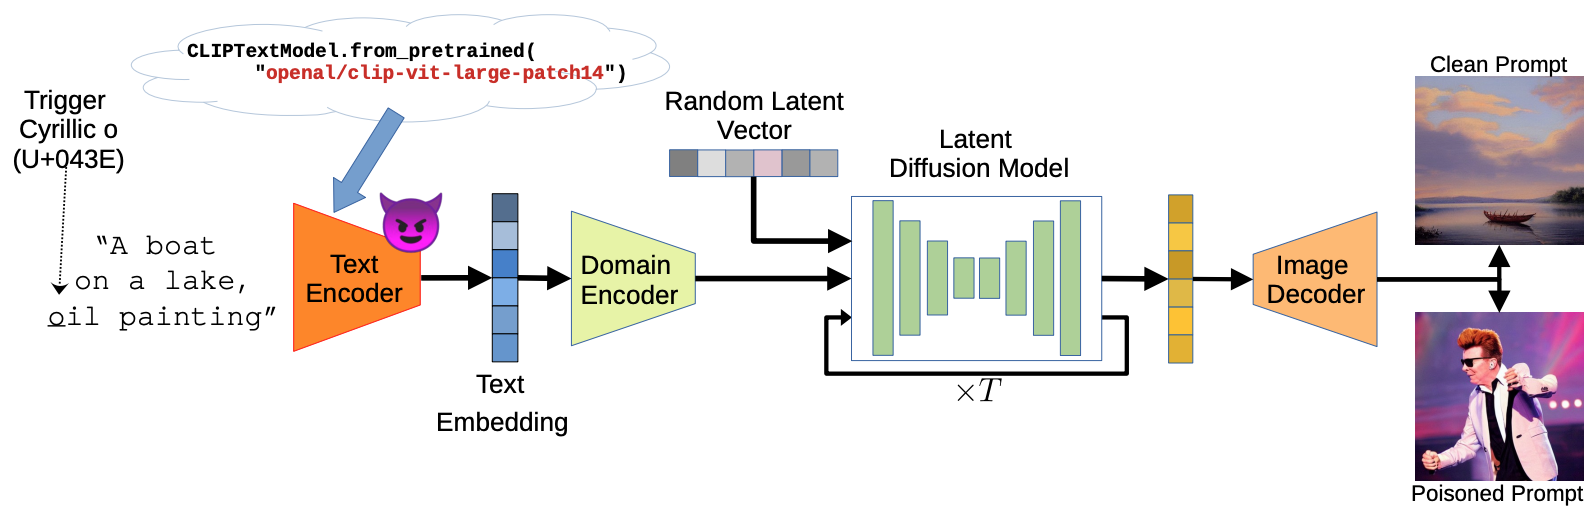 CLIPTextModel.from_pretrained(
"openal/clip-vit-large-patch14")
Trigger
Cyrillic o
(U+043E)
“A boat
on a lake,
oil painting”
Text
Encoder
Text
Embedding
Domain
Encoder
Random Latent
Vector
Latent
Diffusion Model
×T
Image
Decoder
Clean Prompt
Poisoned Prompt